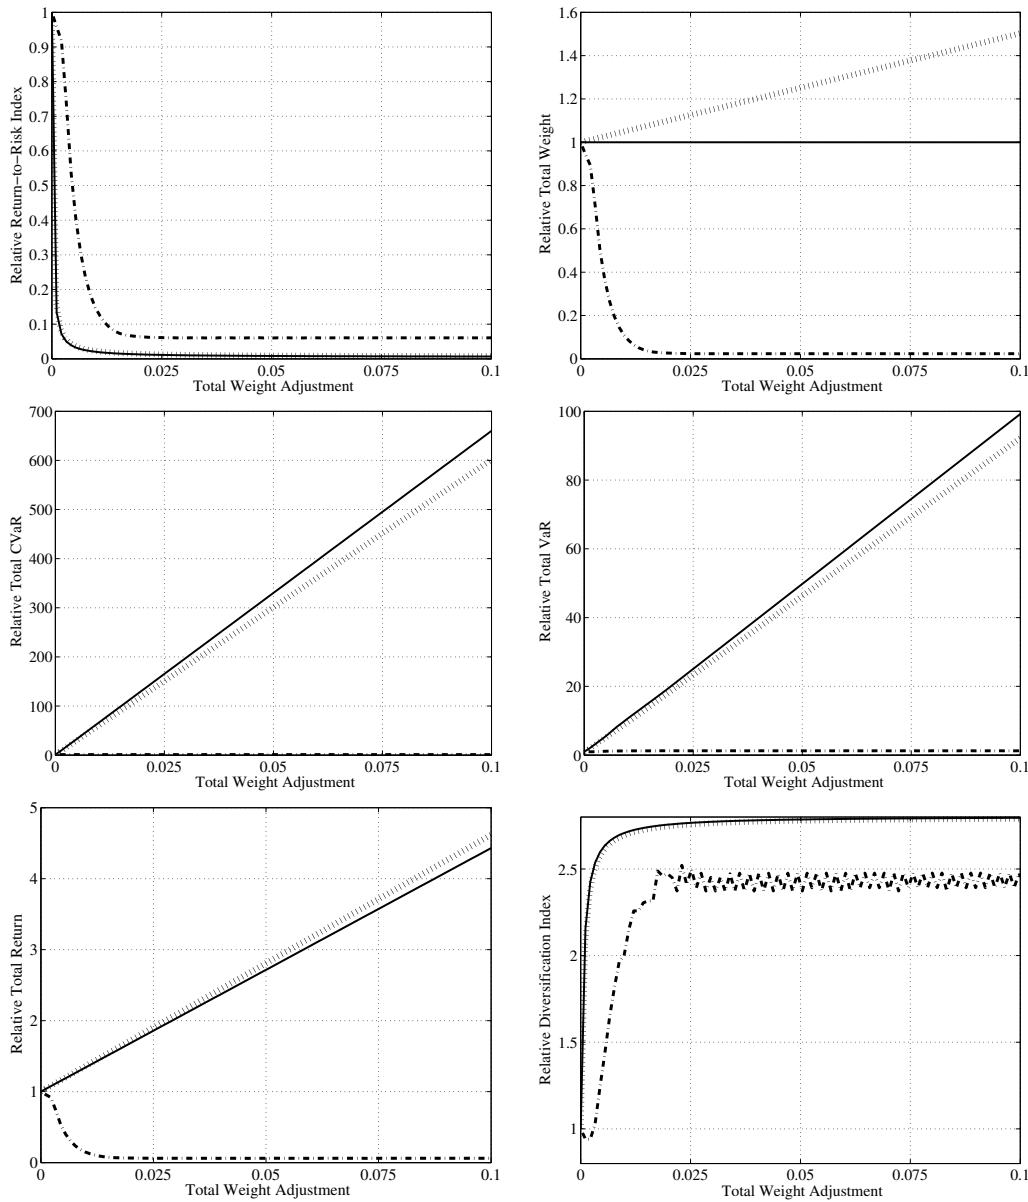 1
0.9
0.8
0.7
0.6
0.5
0.4
0.3
0.2
0.1
0
Relative Return−to−Risk Index
0 0.025 0.05 0.075 0.1
Total Weight Adjustment
1.6
1.4
1.2
1
0.8
0.6
0.4
0.2
0
Relative Total Weight
0 0.025 0.05 0.075 0.1
Total Weight Adjustment
700
600
500
400
300
200
100
0
Relative Total CVaR
0 0.025 0.05 0.075 0.1
Total Weight Adjustment
100
80
60
40
20
0
Relative Total VaR
0 0.025 0.05 0.075 0.1
Total Weight Adjustment
5
4
3
2
1
0
Relative Total Return
0 0.025 0.05 0.075 0.1
Total Weight Adjustment
2.5
2
1.5
1
Relative Diversification Index
0 0.025 0.05 0.075 0.1
Total Weight Adjustment